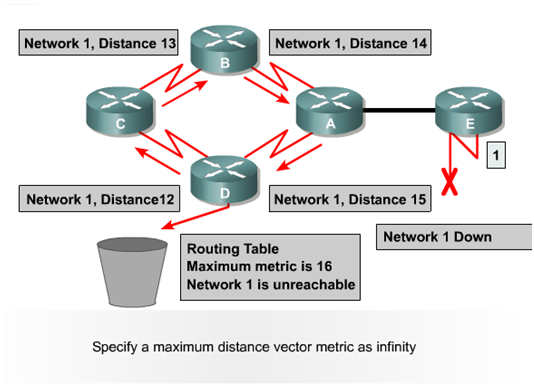 Network 1, Distance 13
Network 1, Distance 14
B
C
A
E
1
D
Network 1, Distance12
Network 1, Distance 15
Network 1 Down
Routing Table
Maximum metric is 16
Network 1 is unreachable
Specify a maximum distance vector metric as infinity